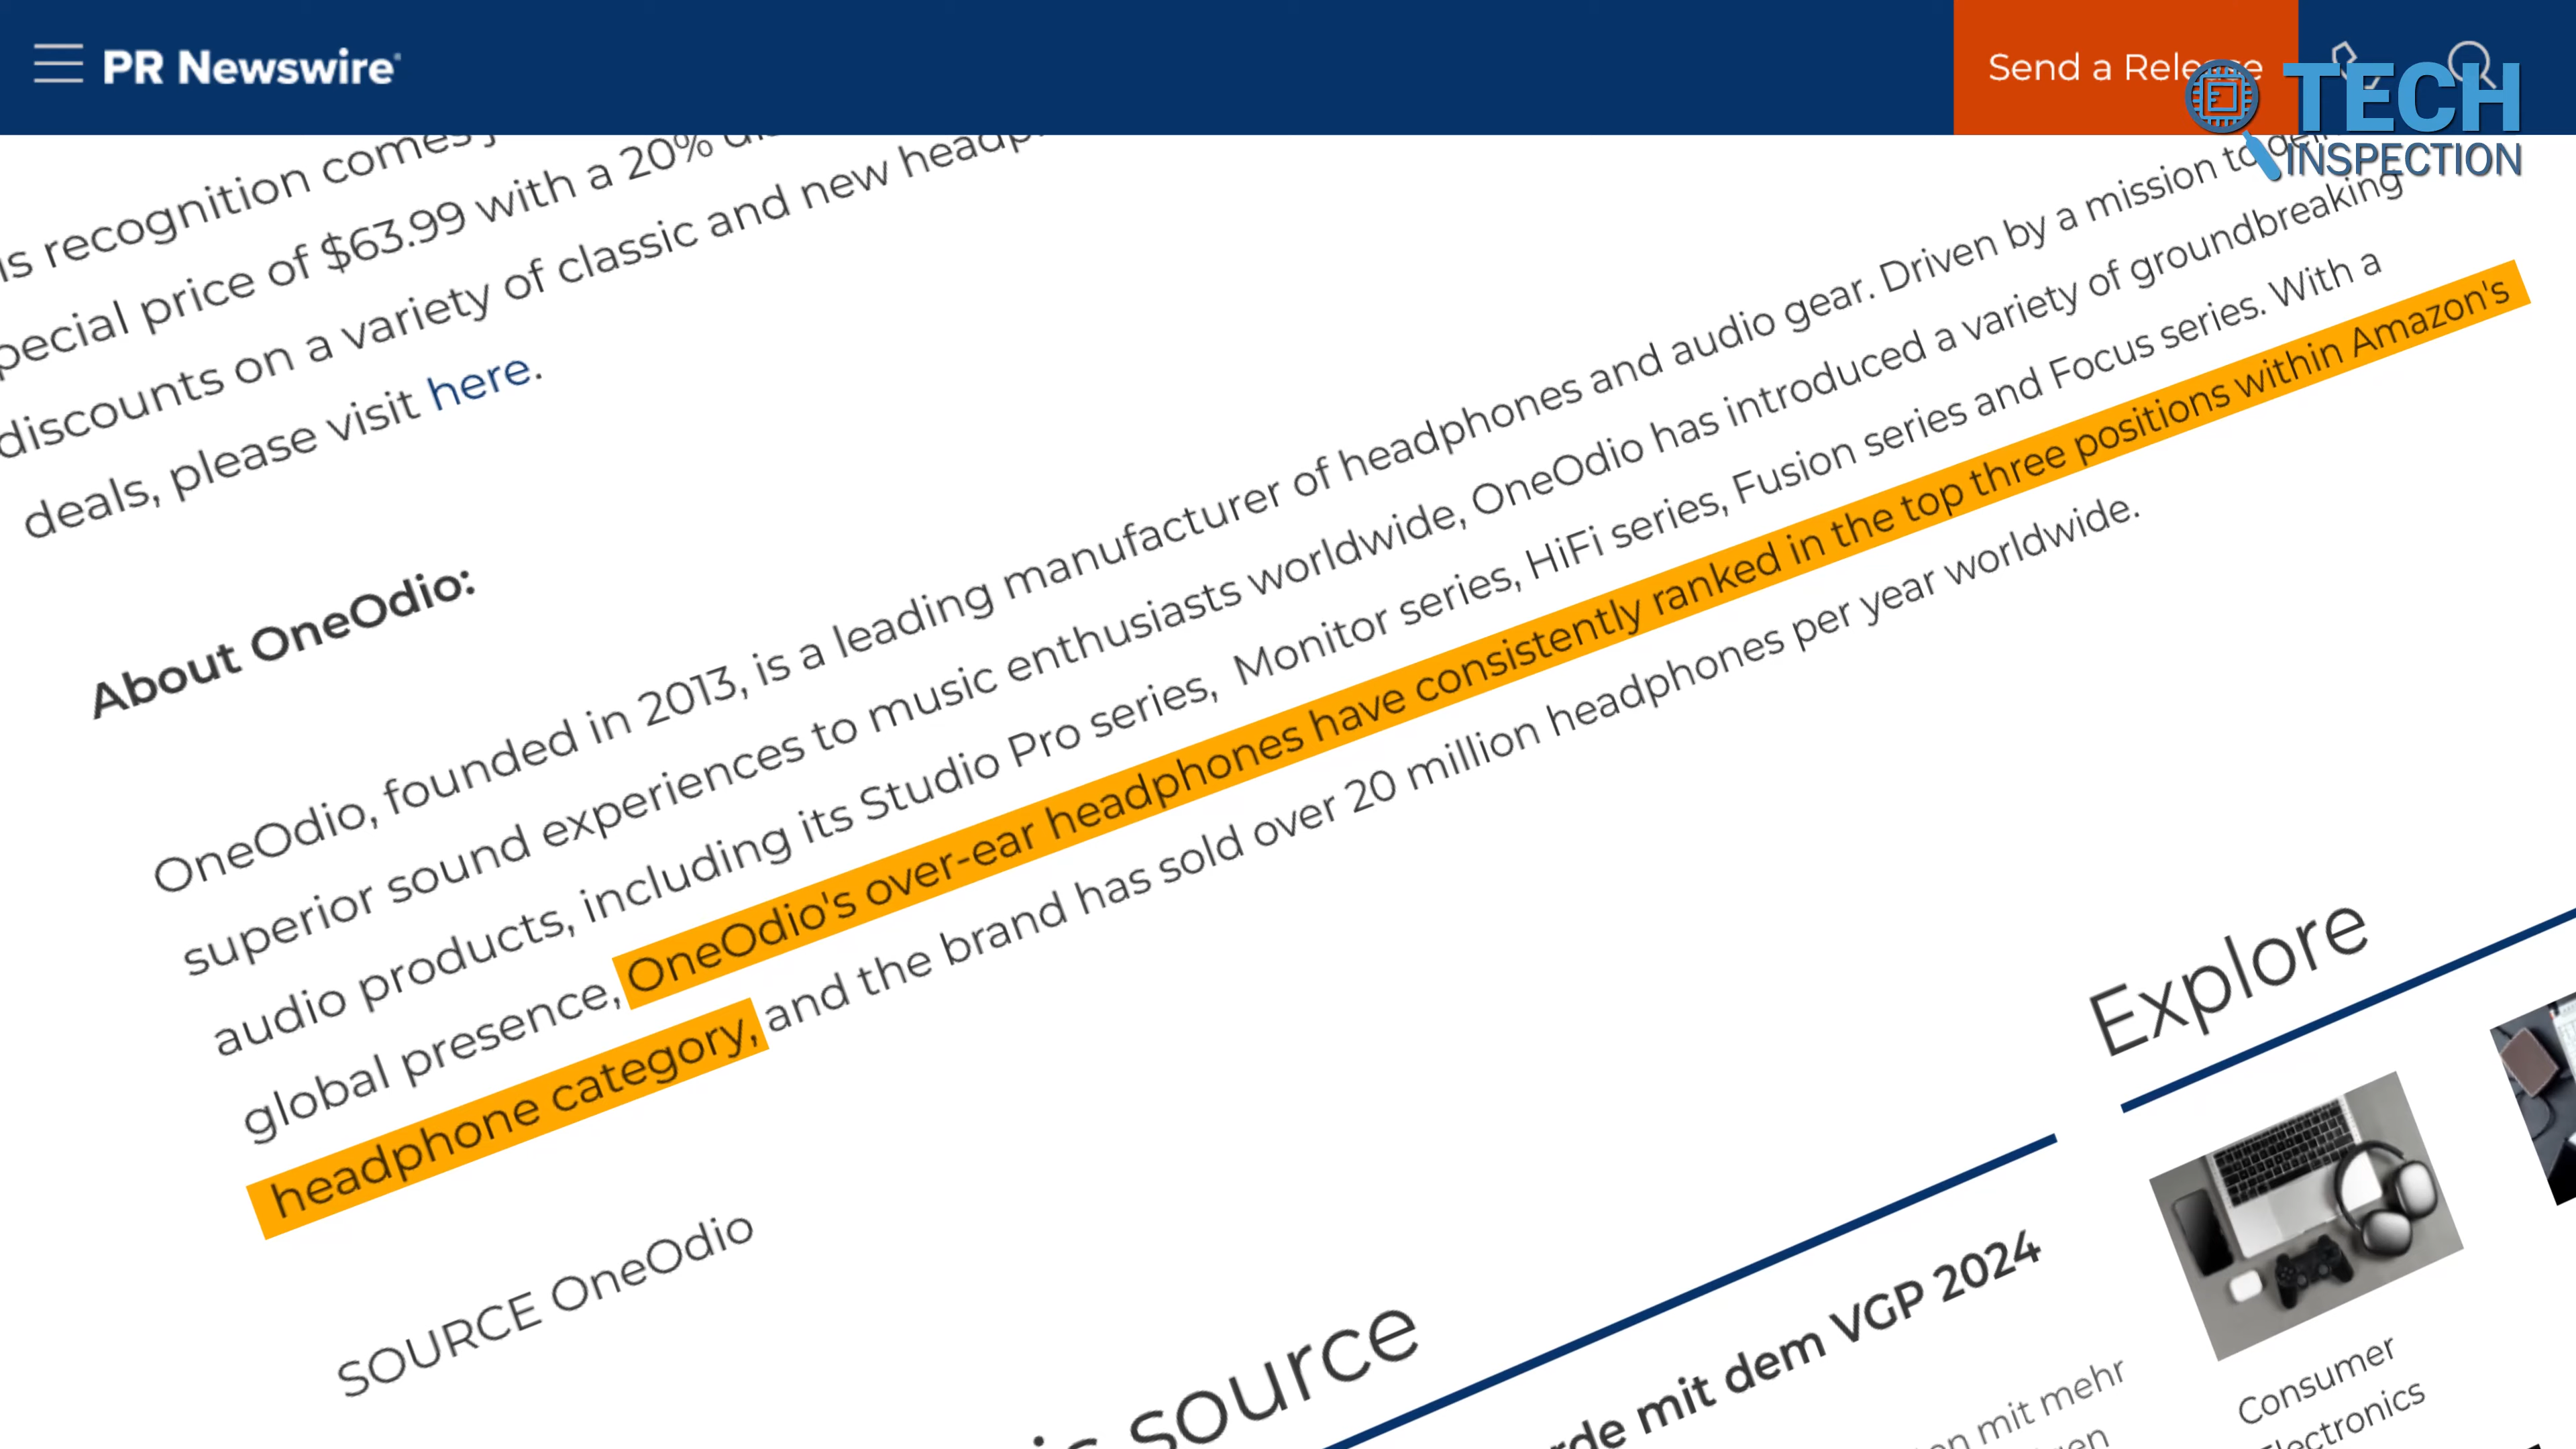 PR Newswire
Send a Release
TECH
INSPECTION
is recognition comes
pecial price of $63.99 with a 20%
discounts on a variety of classic and new
deals, please visit here.
About OneOdio:
OneOdio, founded in 2013, is a leading manufacturer of headphones and audio gear. Driven by a mission to
superior sound experiences to music enthusiasts worldwide, OneOdio has introduced a variety of groundbreaking
audio products, including its Studio Pro series, Monitor series, HiFi series, Fusion series and Focus series. With a
global presence, OneOdio's over-ear headphones have consistently ranked in the top three positions within Amazon's
headphone category, and the brand has sold over 20 million headphones per year worldwide.
SOURCE OneOdio
source
Explore
rde mit dem VGP 2024
en mit mehr
Consumer
Electronics